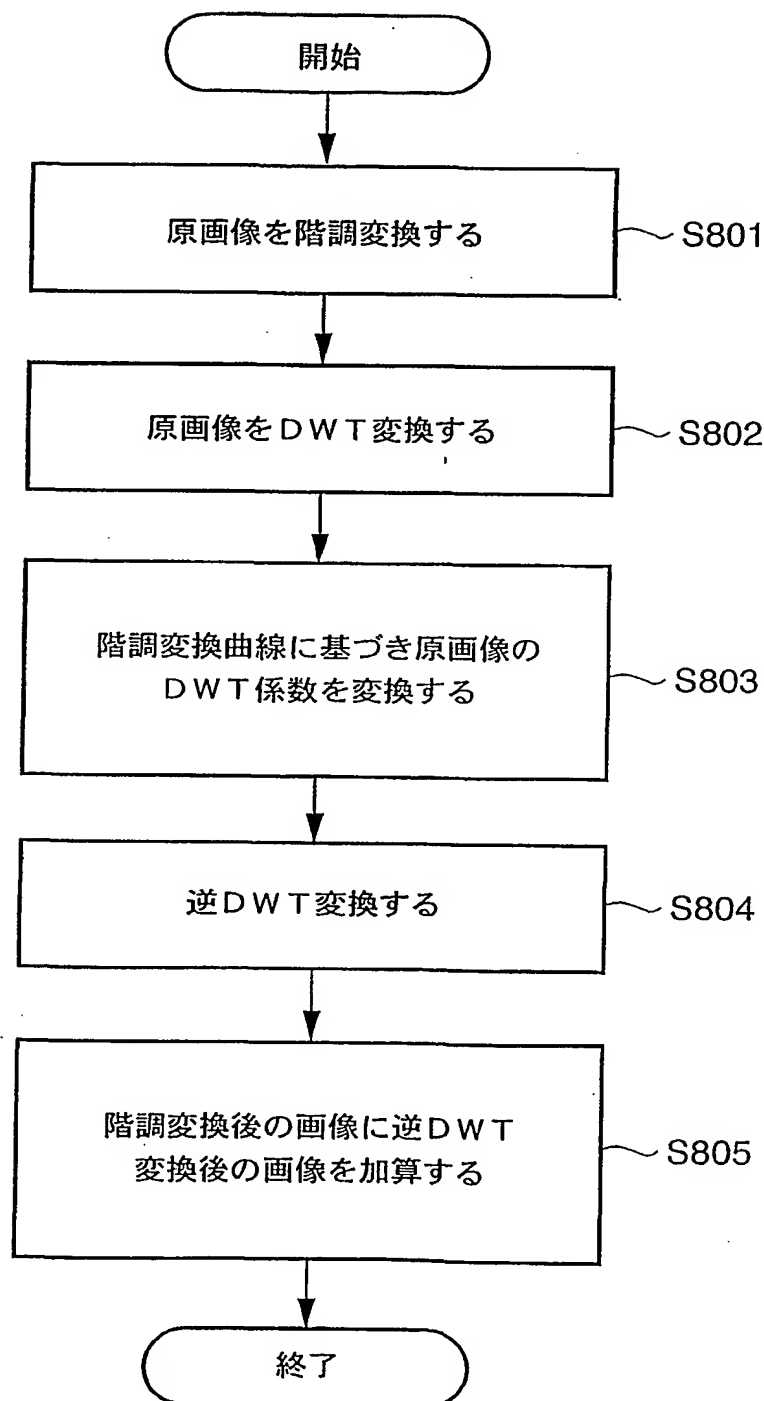 開始
原画像を階調変換する
S801
原画像をDWT変換する
S802
階調変換曲線に基づき原画像の
DWT係数を変換する
S803
逆DWT変換する
S804
階調変換後の画像に逆DWT
変換後の画像を加算する
S805
終了